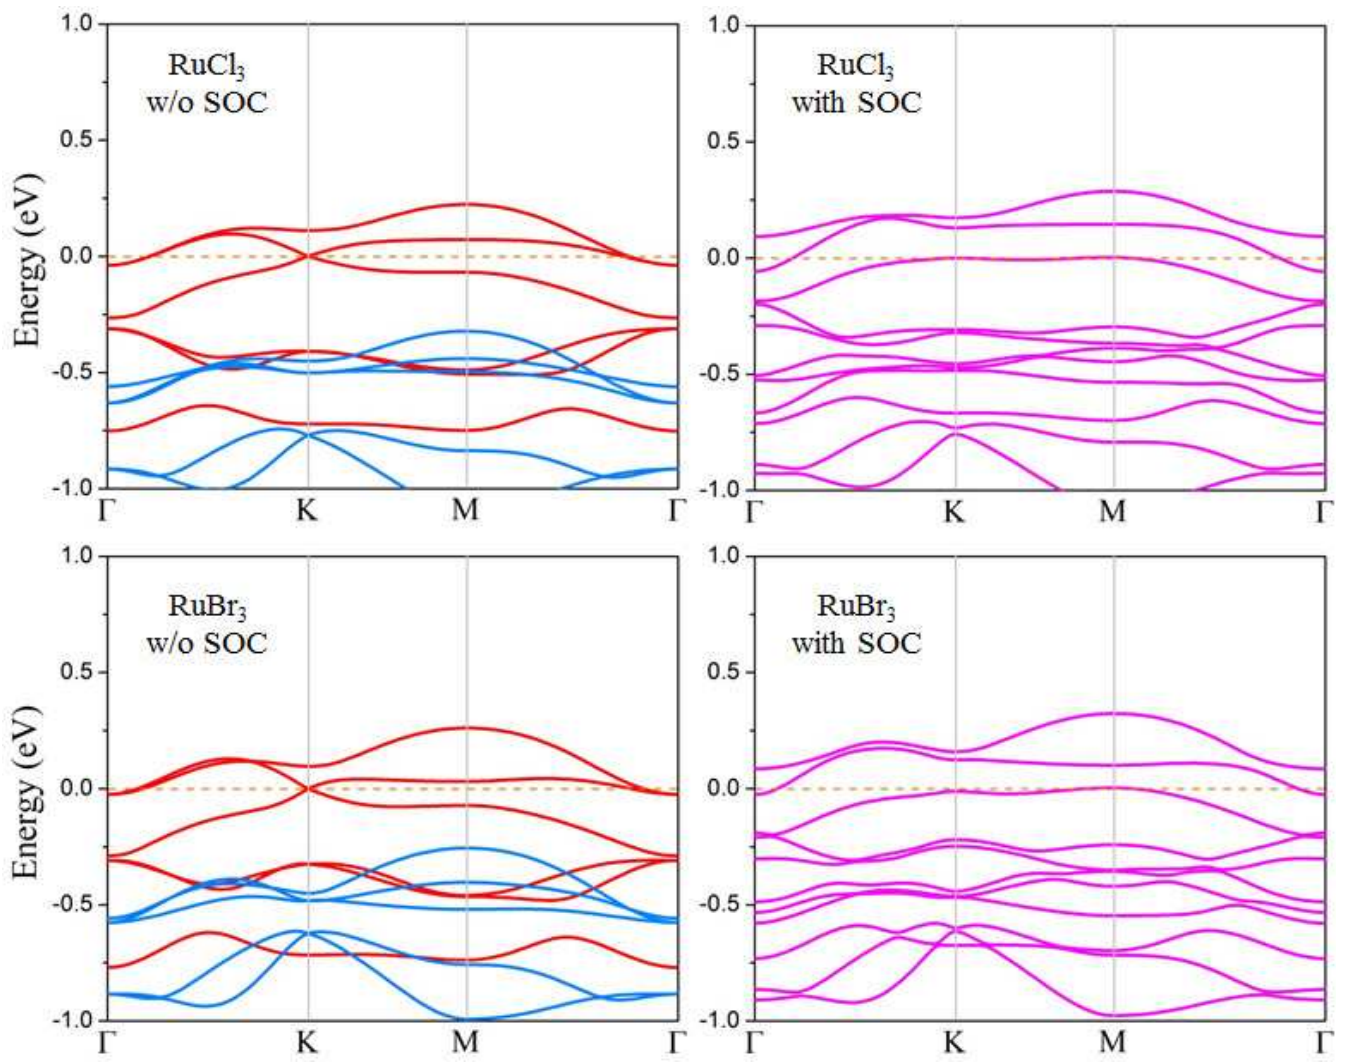 1.0
RuCl₃
w/o SOC
0.5
0.0
-0.5
-1.0
Energy (eV)
Γ K M Γ
1.0
RuCl₃
with SOC
0.5
0.0
-0.5
-1.0
Γ K M Γ
1.0
RuBr₃
w/o SOC
0.5
0.0
-0.5
-1.0
Energy (eV)
Γ K M Γ
1.0
RuBr₃
with SOC
0.5
0.0
-0.5
-1.0
Γ K M Γ